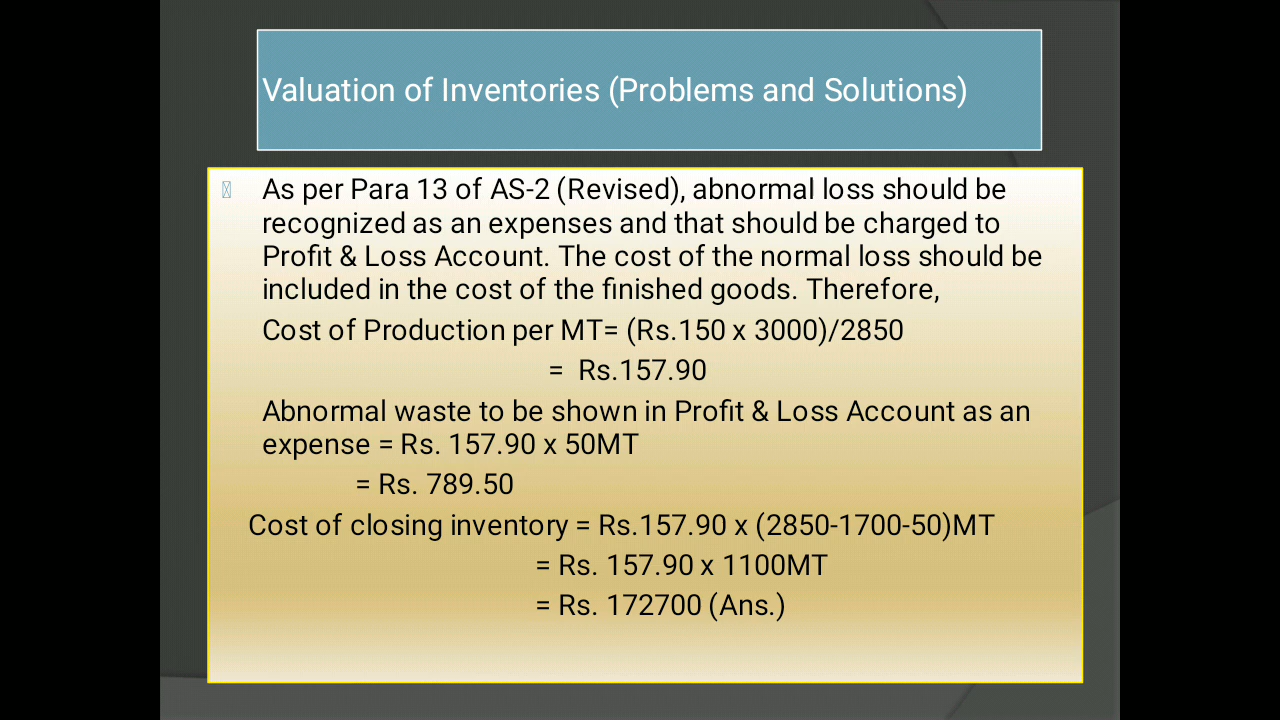 Valuation of Inventories (Problems and Solutions)
As per Para 13 of AS-2 (Revised), abnormal loss should be
recognized as an expenses and that should be charged to
Profit & Loss Account. The cost of the normal loss should be
included in the cost of the finished goods. Therefore,
Cost of Production per MT= (Rs.150 x 3000)/2850
= Rs.157.90
Abnormal waste to be shown in Profit & Loss Account as an
expense = Rs. 157.90 x 50MT
= Rs. 789.50
Cost of closing inventory = Rs.157.90 x (2850-1700-50)MT
= Rs. 157.90 x 1100MT
= Rs. 172700 (Ans.)